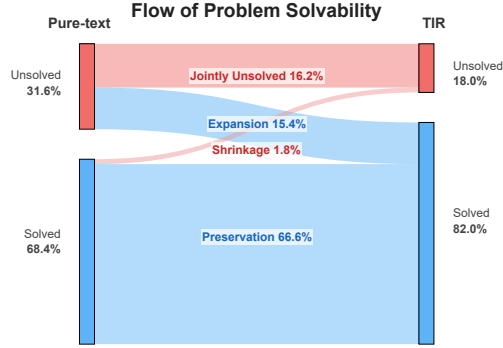 Flow of Problem Solvability
Pure-text
TIR
Unsolved
31.6%
Jointly Unsolved 16.2%
Unsolved
18.0%
Expansion 15.4%
Shrinkage 1.8%
Solved
68.4%
Preservation 66.6%
Solved
82.0%